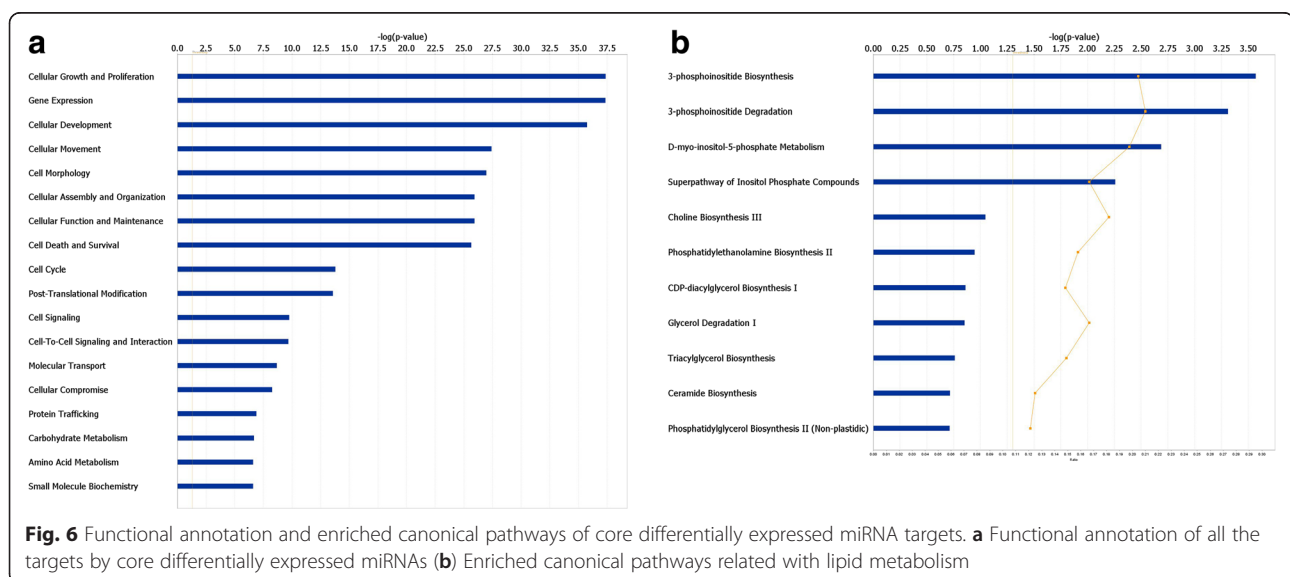 a
-log(p-value)
0.0 2.5 5.0 7.5 10.0 12.5 15.0 17.5 20.0 22.5 25.0 27.5 30.0 32.5 35.0 37.5
Cellular Growth and Proliferation
Gene Expression
Cellular Development
Cellular Movement
Cell Morphology
Cellular Assembly and Organization
Cellular Function and Maintenance
Cell Death and Survival
Cell Cycle
Post-Translational Modification
Cell Signaling
Cell-To-Cell Signaling and Interaction
Molecular Transport
Cellular Compromise
Protein Trafficking
Carbohydrate Metabolism
Amino Acid Metabolism
Small Molecule Biochemistry
b
-log(p-value)
0.00 0.25 0.50 0.75 1.00 1.25 1.50 1.75 2.00 2.25 2.50 2.75 3.00 3.25 3.50
3-phosphoinositide Biosynthesis
3-phosphoinositide Degradation
D-myo-inositol-5-phosphate Metabolism
Superpathway of Inositol Phosphate Compounds
Choline Biosynthesis III
Phosphatidylethanolamine Biosynthesis II
CDP-diacylglycerol Biosynthesis I
Glycerol Degradation I
Triacylglycerol Biosynthesis
Ceramide Biosynthesis
Phosphatidylglycerol Biosynthesis II (Non-plastidic)
Fig. 6 Functional annotation and enriched canonical pathways of core differentially expressed miRNA targets. a Functional annotation of all the
targets by core differentially expressed miRNAs (b) Enriched canonical pathways related with lipid metabolism